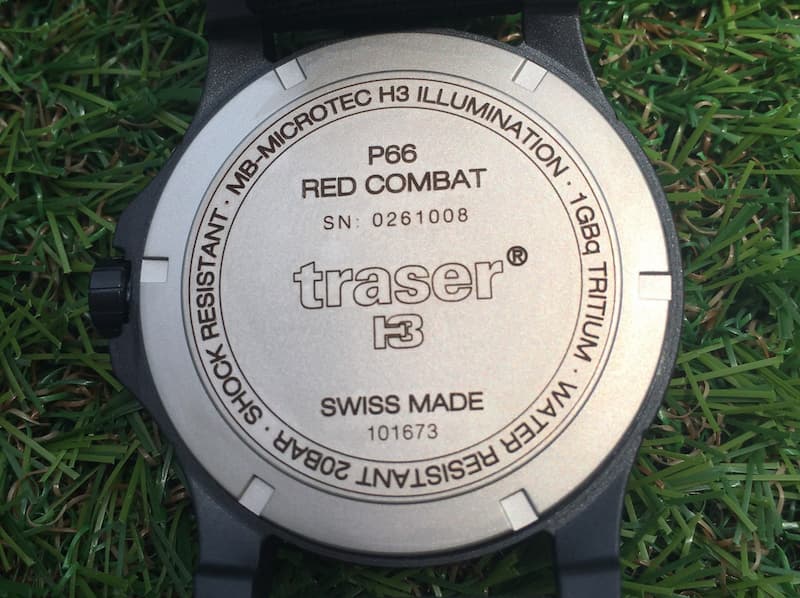 MB-MICROTEC H3 ILLUMINATION · 1GBq TRITIUM · WATER RESISTANT 20BAR · SHOCK RESISTANT ·
P66
RED COMBAT
SN: 0261008
traser®
H3
SWISS MADE
101673